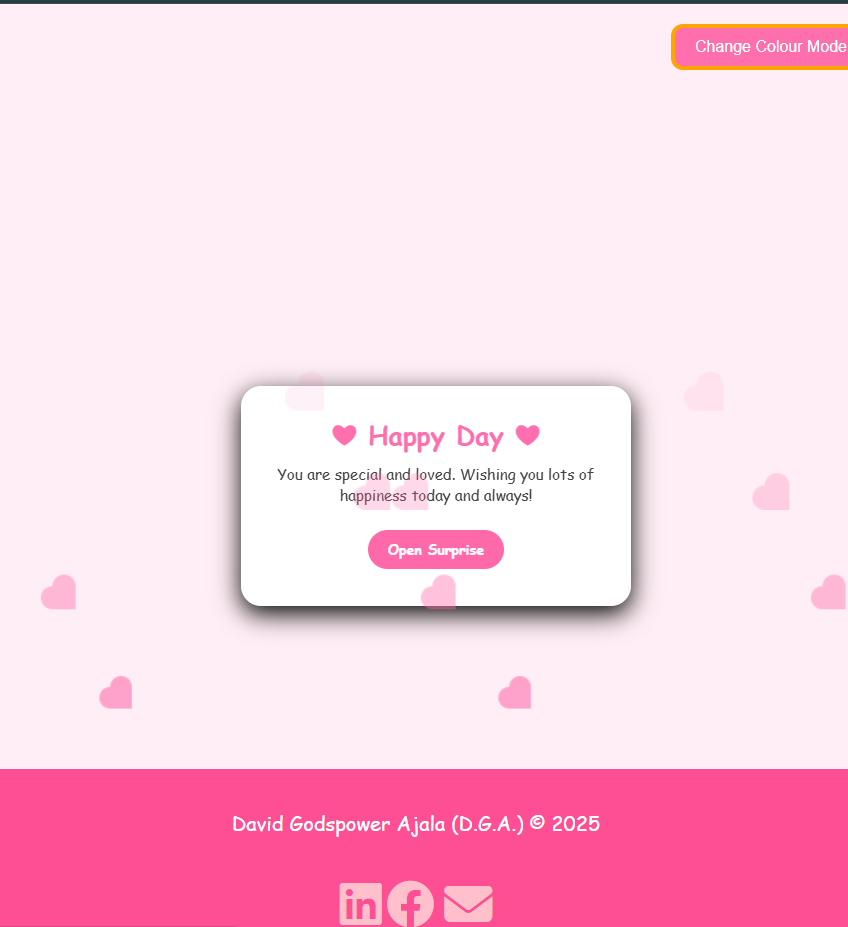 Change Colour Mode
Happy Day
You are special and loved. Wishing you lots of
happiness today and always!
Open Surprise
David Godspower Ajala (D.G.A.) © 2025
in f